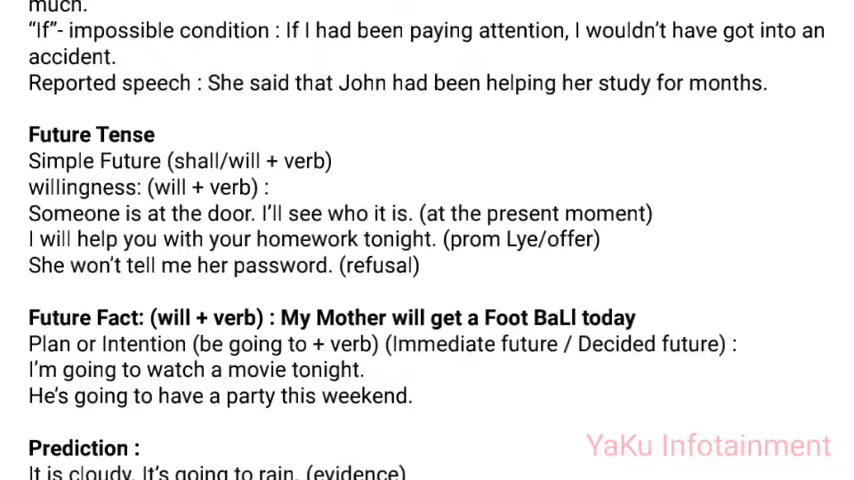 much.
“If”- impossible condition : If I had been paying attention, I wouldn’t have got into an
accident.
Reported speech : She said that John had been helping her study for months.
Future Tense
Simple Future (shall/will + verb)
willingness: (will + verb) :
Someone is at the door. I’ll see who it is. (at the present moment)
I will help you with your homework tonight. (prom Lye/offer)
She won’t tell me her password. (refusal)
Future Fact: (will + verb) : My Mother will get a Foot BaLl today
Plan or Intention (be going to + verb) (Immediate future / Decided future) :
I’m going to watch a movie tonight.
He’s going to have a party this weekend.
Prediction :
YaKu Infotainment
It is cloudy. It’s going to rain. (evidence)